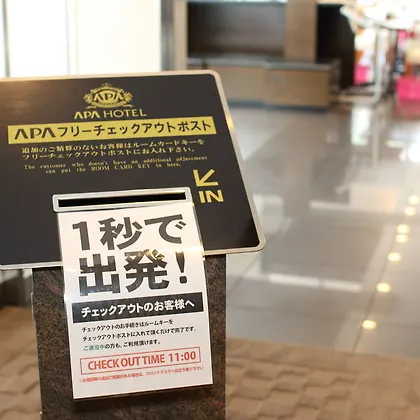 APA
APA HOTEL
APAフリーチェックアウトポスト
追加のご精算のないお客様はルームカードキーを
フリーチェックアウトポストにお入れ下さい。
The customer who doesn't have an additional adjustment
can put the ROOM CARD KEY in here.
IN
1秒で
出発!
チェックアウトのお客様へ
チェックアウトのお手続きはルームキーを
チェックアウトポストに入れて頂くだけで完了です。
ご連泊中の方も、ご利用頂けます。
CHECK OUT TIME 11:00